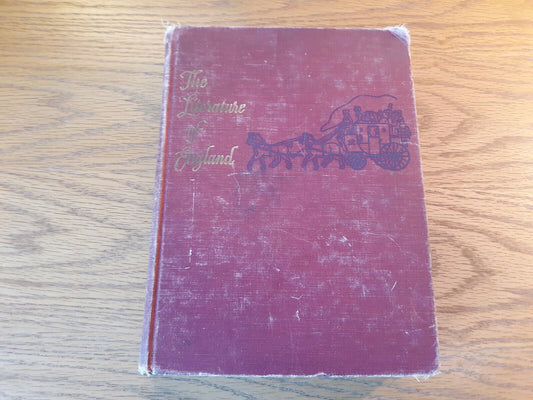 The
Literature
of
England